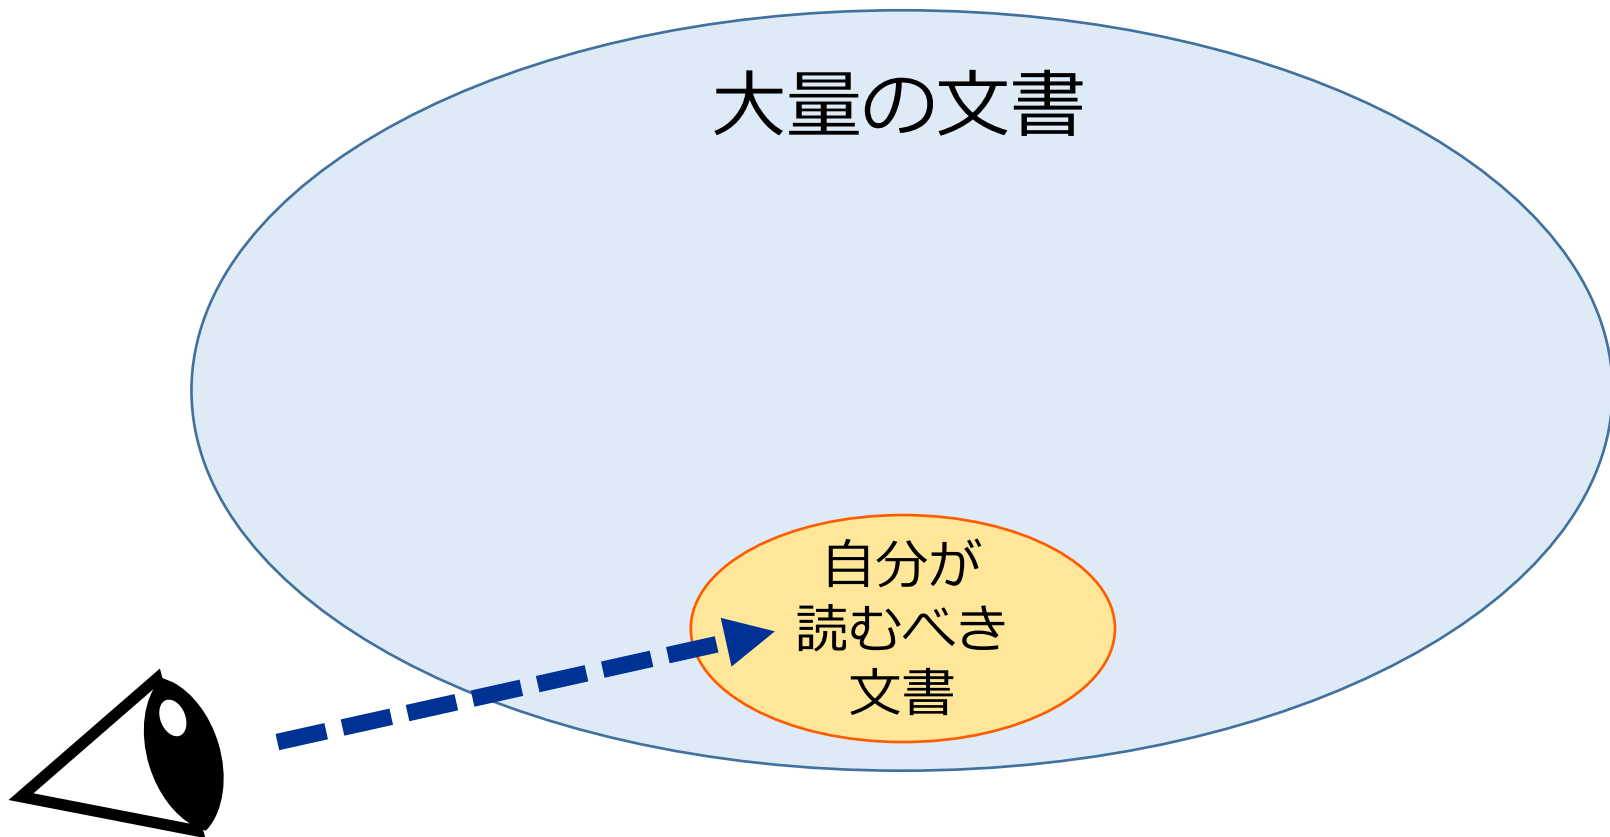 大量の文書
自分が
読むべき
文書